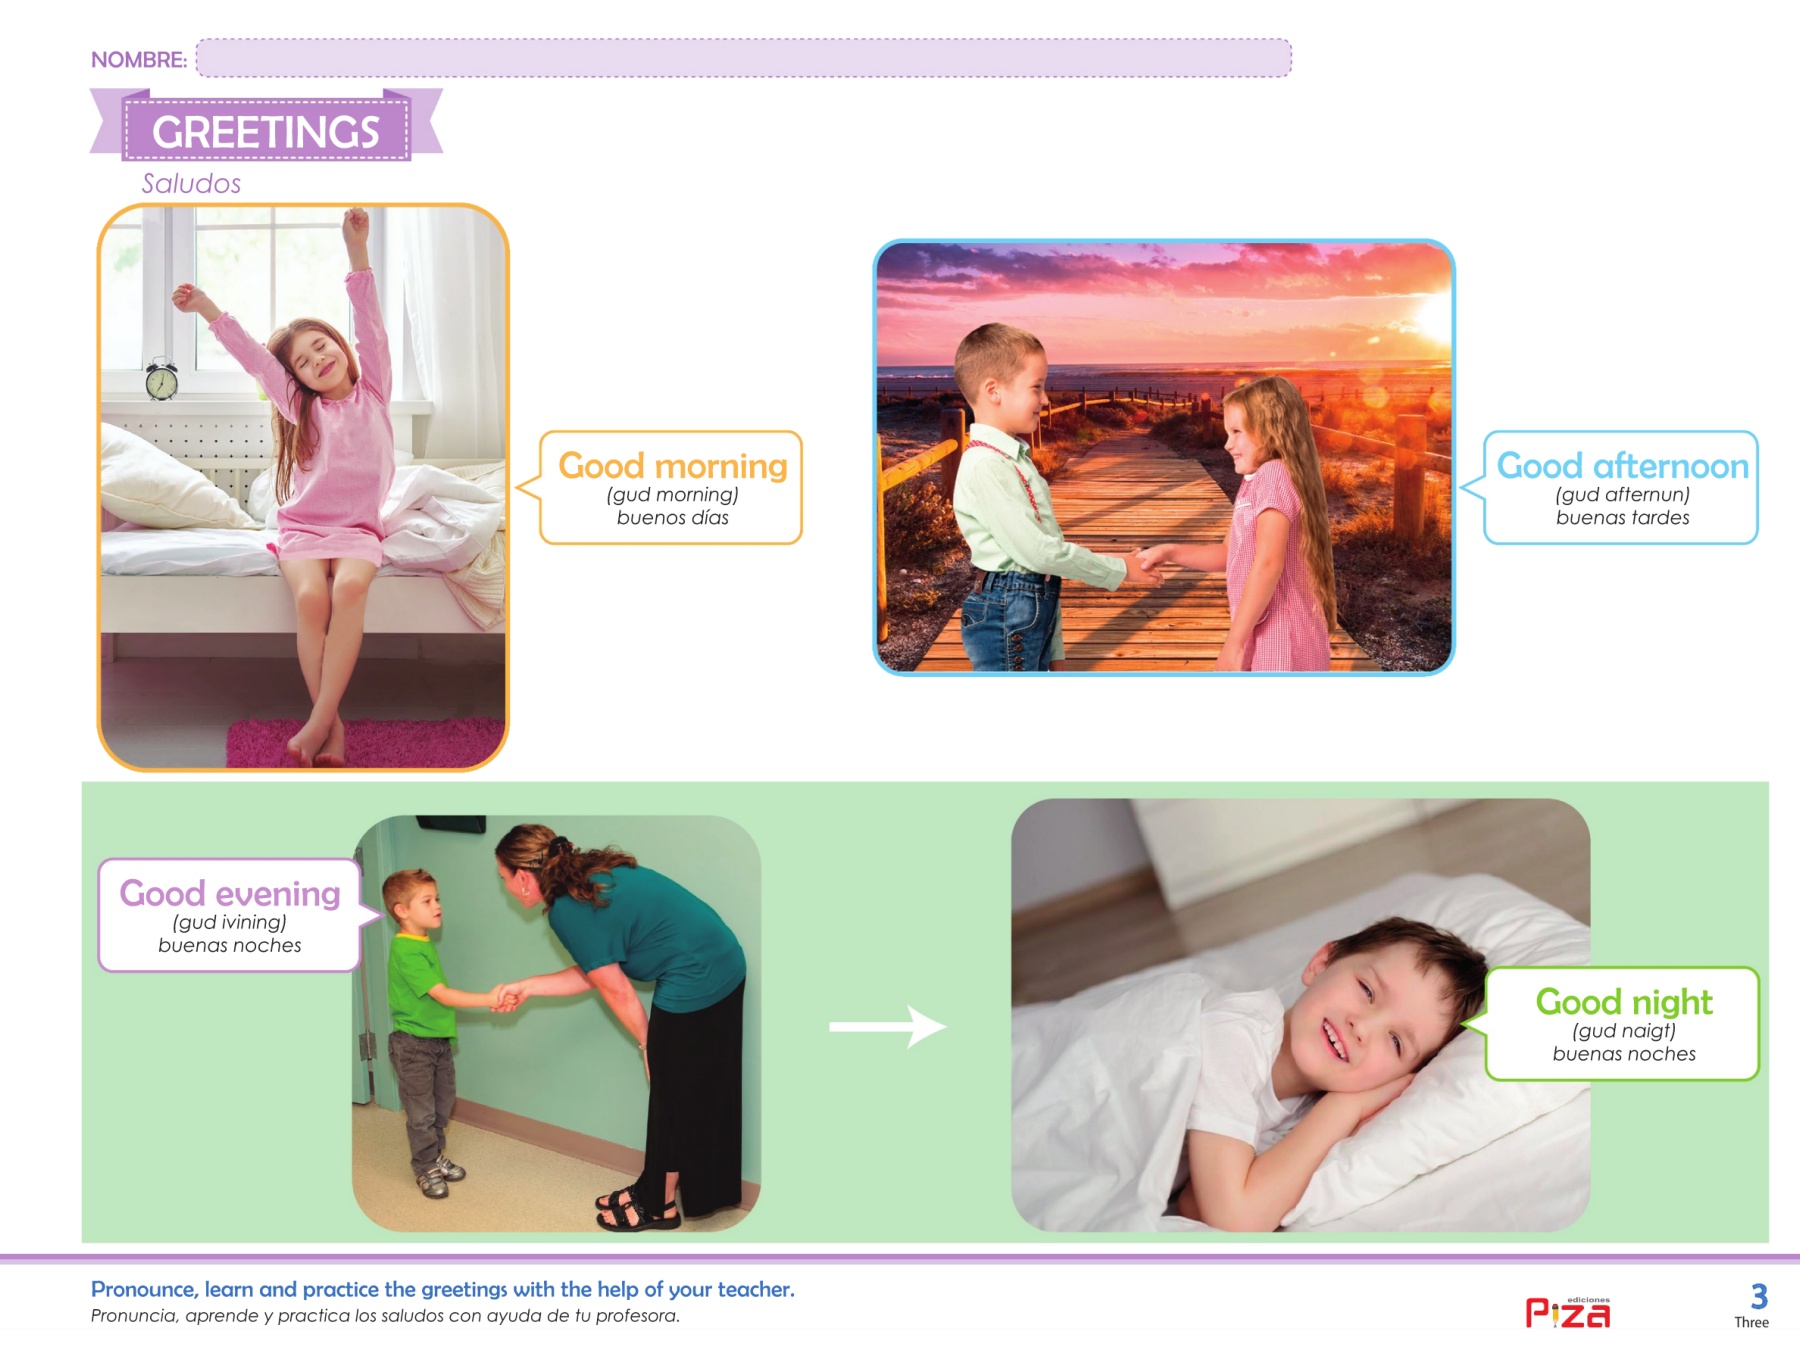 NOMBRE:
GREETINGS
Saludos
Good morning
(gud morning)
buenos días
Good afternoon
(gud afternun)
buenas tardes
Good evening
(gud ivining)
buenas noches
Good night
(gud naigt)
buenas noches
Pronounce, learn and practice the greetings with the help of your teacher.
Pronuncia, aprende y practica los saludos con ayuda de tu profesora.
ediciones
Piza
3
Three